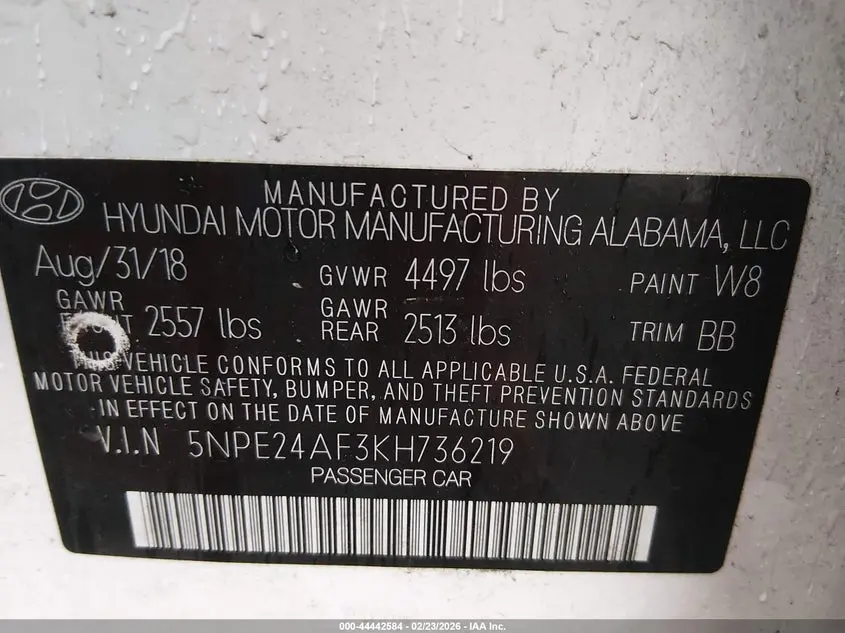 MANUFACTURED BY
HYUNDAI MOTOR MANUFACTURING ALABAMA, LLC
Aug/31/18 GVWR 4497 lbs PAINT W8
GAWR 2557 lbs GAWR REAR 2513 lbs TRIM BB
THIS VEHICLE CONFORMS TO ALL APPLICABLE U.S.A. FEDERAL
MOTOR VEHICLE SAFETY, BUMPER, AND THEFT PREVENTION STANDARDS
IN EFFECT ON THE DATE OF MANUFACTURE SHOWN ABOVE
V.I.N 5NPE24AF3KH736219
PASSENGER CAR
000-44442584 | 02/23/2026 - IAA Inc.